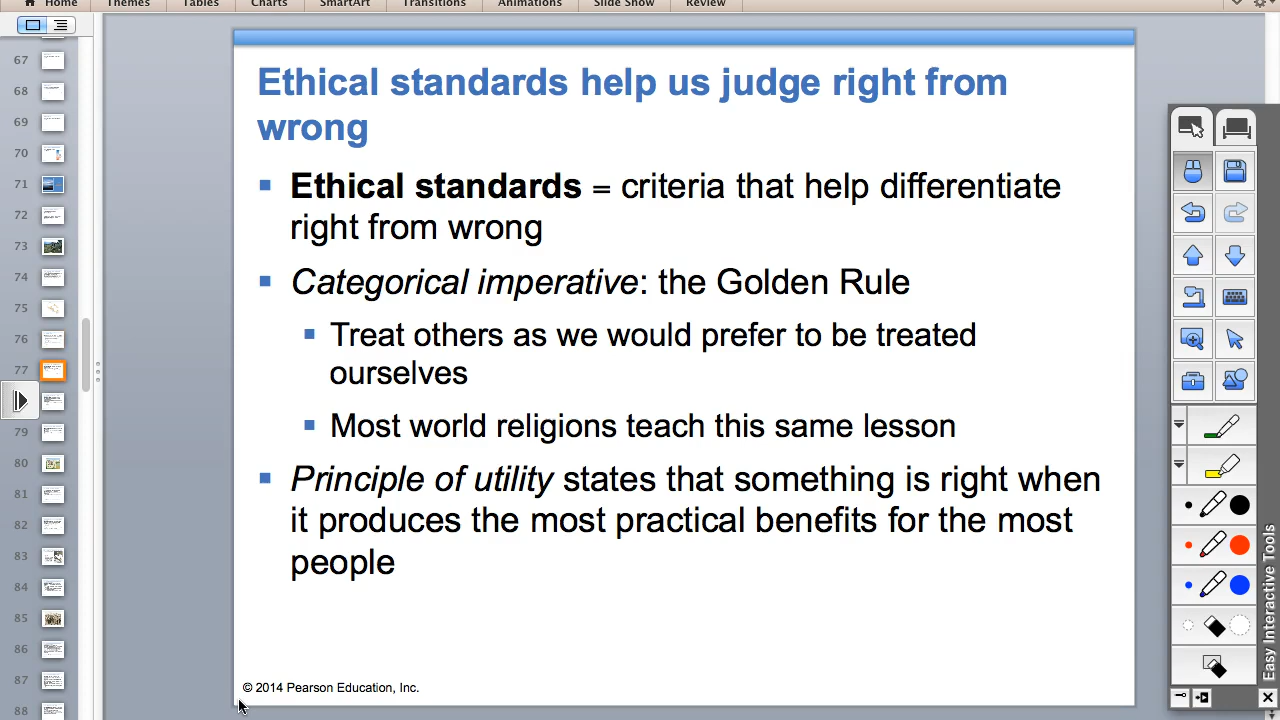 Home Themes Tables Charts SmartArt Transitions Animations Slide Show Review
67
68
69
70
71
72
73
74
75
76
77
79
80
81
82
83
84
85
86
87
88
Ethical standards help us judge right from
wrong
Ethical standards = criteria that help differentiate
right from wrong
Categorical imperative: the Golden Rule
Treat others as we would prefer to be treated
ourselves
Most world religions teach this same lesson
Principle of utility states that something is right when
it produces the most practical benefits for the most
people
© 2014 Pearson Education, Inc.
Easy Interactive Tools